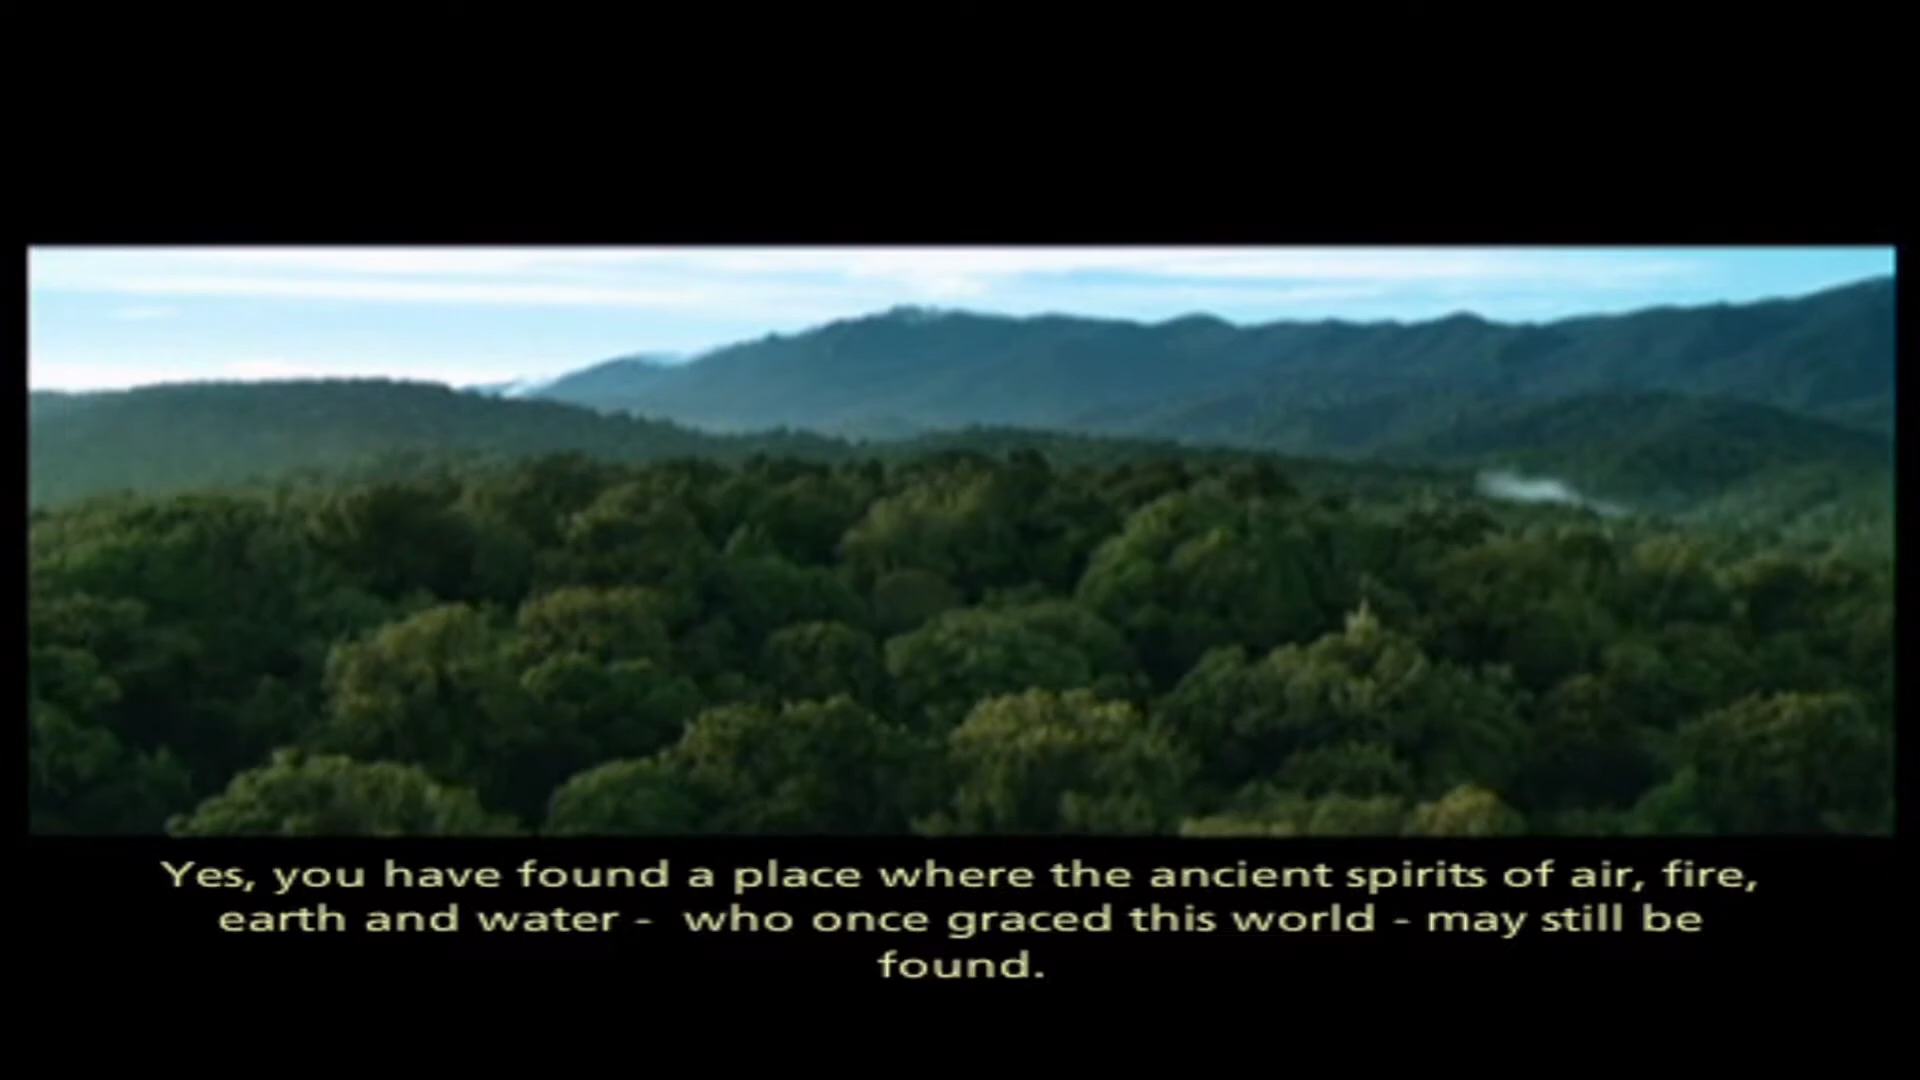 Yes, you have found a place where the ancient spirits of air, fire,
earth and water -  who once graced this world - may still be
found.